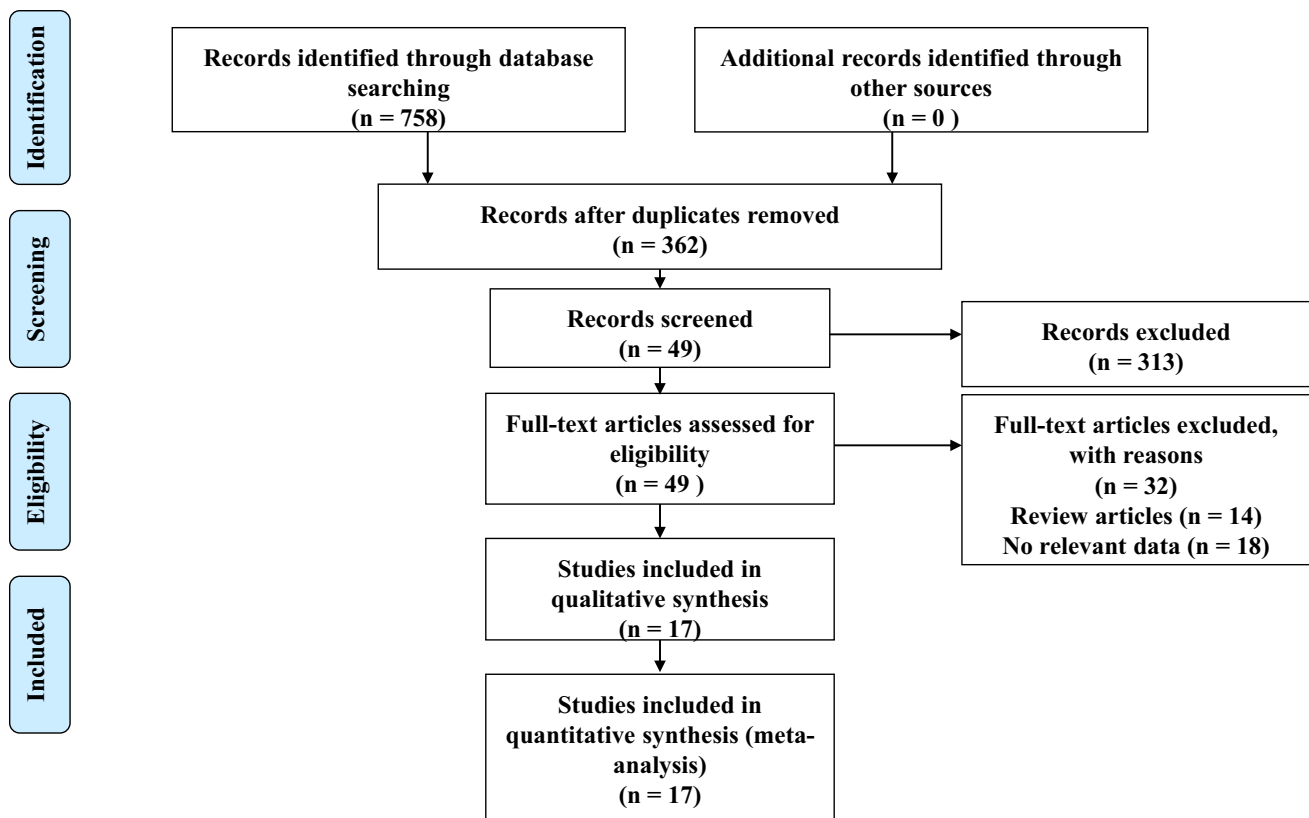 Identification
Records identified through database
searching
(n = 758)
Additional records identified through
other sources
(n = 0 )
Records after duplicates removed
(n = 362)
Screening
Records screened
(n = 49)
Records excluded
(n = 313)
Eligibility
Full-text articles assessed for
eligibility
(n = 49 )
Full-text articles excluded,
with reasons
(n = 32)
Review articles (n = 14)
No relevant data (n = 18)
Included
Studies included in
qualitative synthesis
(n = 17)
Studies included in
quantitative synthesis (meta-
analysis)
(n = 17)